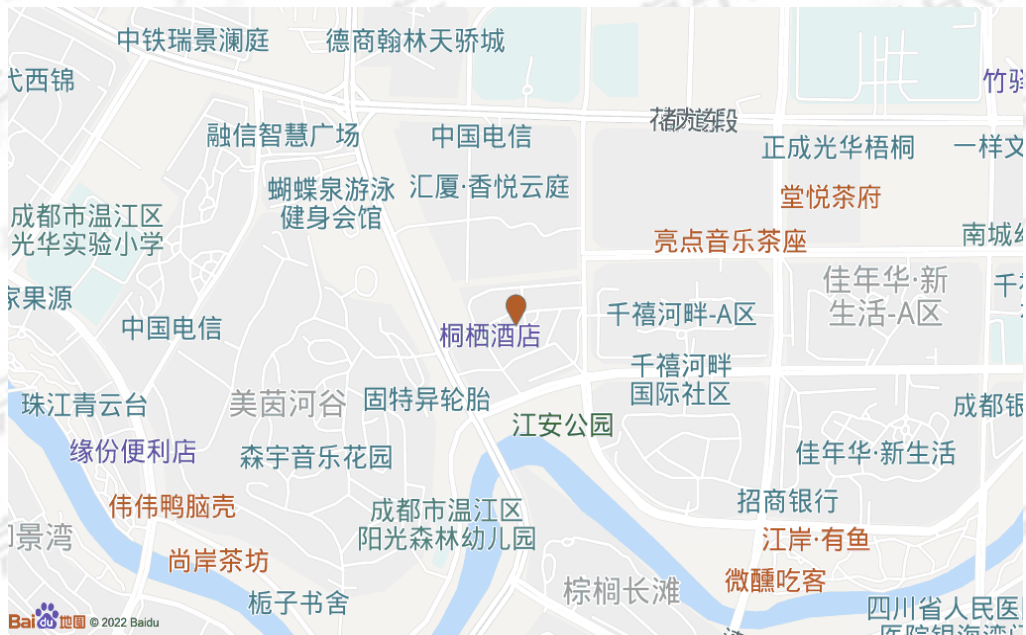 中铁瑞景澜庭
德商翰林天骄城
代西锦
竹驿
融信智慧广场
中国电信
正成光华梧桐
一样文
蝴蝶泉游泳
健身会馆
汇厦·香悦云庭
堂悦茶府
成都市温江区
光华实验小学
亮点音乐茶座
南城
家果源
中国电信
桐栖酒店
千禧河畔-A区
佳年华·新
生活-A区
千禧河畔
国际社区
珠江青云台
美茵河谷
固特异轮胎
江安公园
成都银
缘份便利店
森宇音乐花园
佳年华·新生活
伟伟鸭脑壳
成都市温江区
阳光森林幼儿园
招商银行
景湾
尚岸茶坊
江岸·有鱼
微醺吃客
栀子书舍
棕榈长滩
四川省人民医
Bai地图 © 2022 Baidu